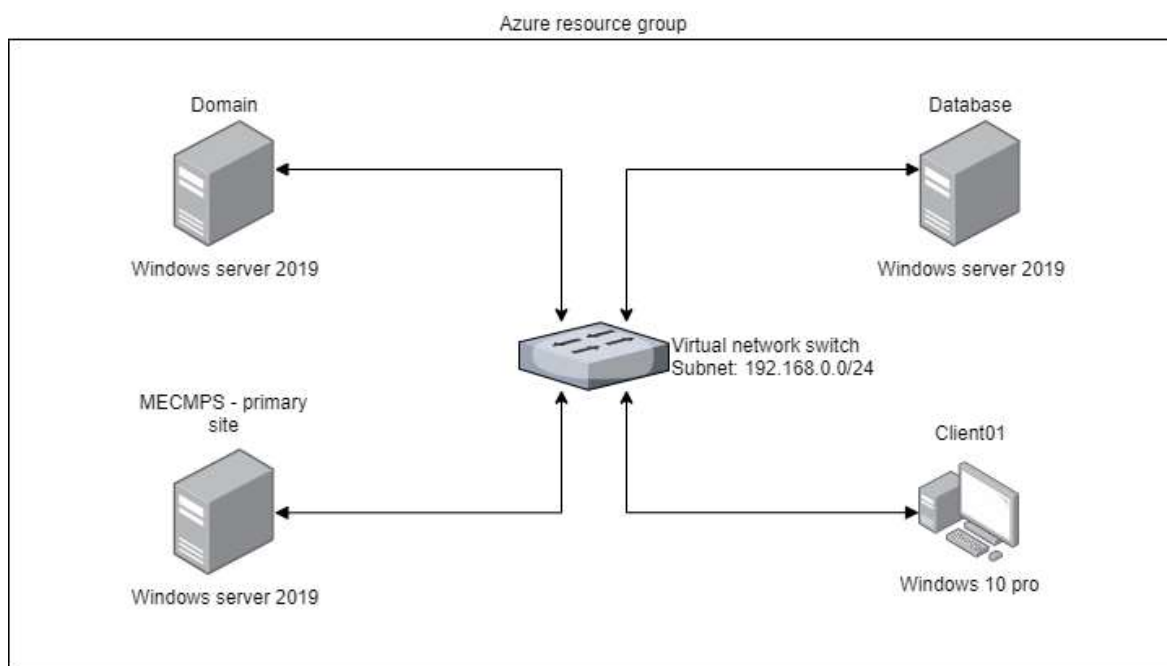 Azure resource group
Domain
Database
Windows server 2019
Windows server 2019
Virtual network switch
Subnet: 192.168.0.0/24
MECMPS - primary
site
Client01
Windows server 2019
Windows 10 pro